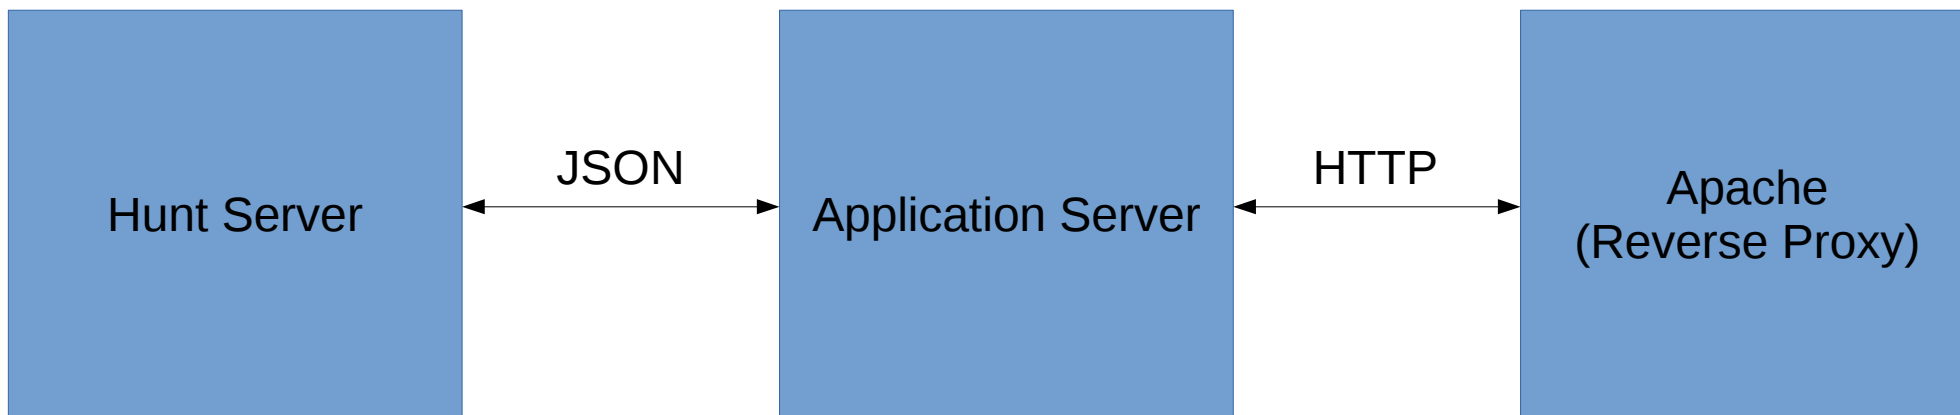 Hunt Server
JSON
Application Server
HTTP
Apache
(Reverse Proxy)